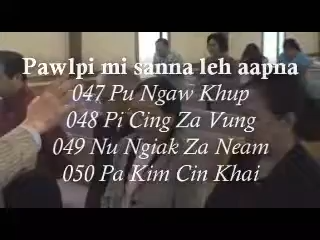 Pawlpi mi sanna leh aapna
047 Pu Ngaw Khup
048 Pi Cing Za Vung
049 Nu Ngiak Za Neam
050 Pa Kim Cin Khai